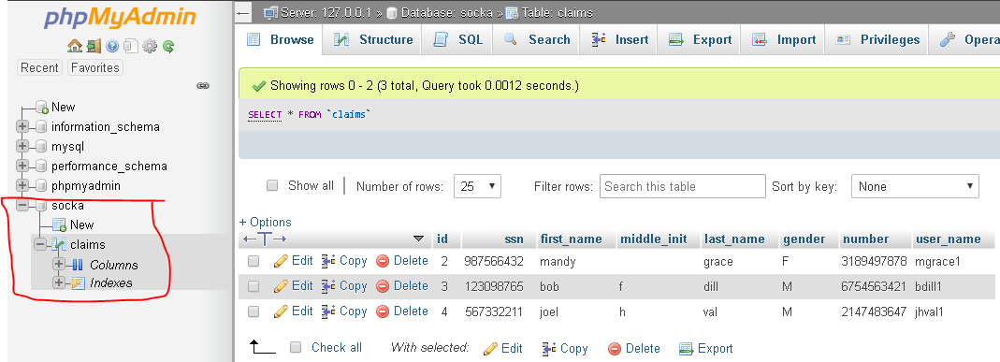 phpMyAdmin
Recent Favorites
New
information_schema
mysql
performance_schema
phpmyadmin
socka
New
claims
Columns
Indexes
Server: 127.0.0.1 » Database: socka » Table: claims
Browse Structure SQL Search Insert Export Import Privileges Opera
Showing rows 0 - 2 (3 total, Query took 0.0012 seconds.)
SELECT * FROM `claims`
Show all Number of rows: 25 Filter rows: Search this table Sort by key: None
+ Options
id ssn first_name middle_init last_name gender number user_name
Edit Copy Delete 2 987566432 mandy grace F 3189497878 mgrace1
Edit Copy Delete 3 123098765 bob f dill M 6754563421 bdill1
Edit Copy Delete 4 567332211 joel h val M 2147483647 jhval1
Check all With selected: Edit Copy Delete Export